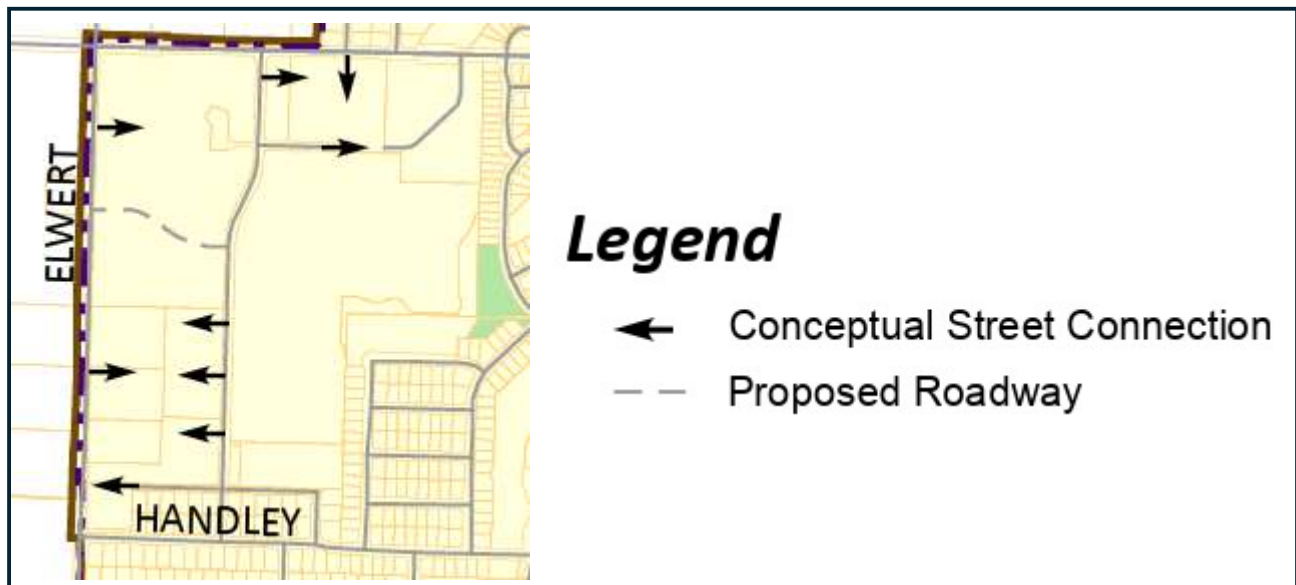 ELWERT
HANDLEY
Legend
Conceptual Street Connection
Proposed Roadway